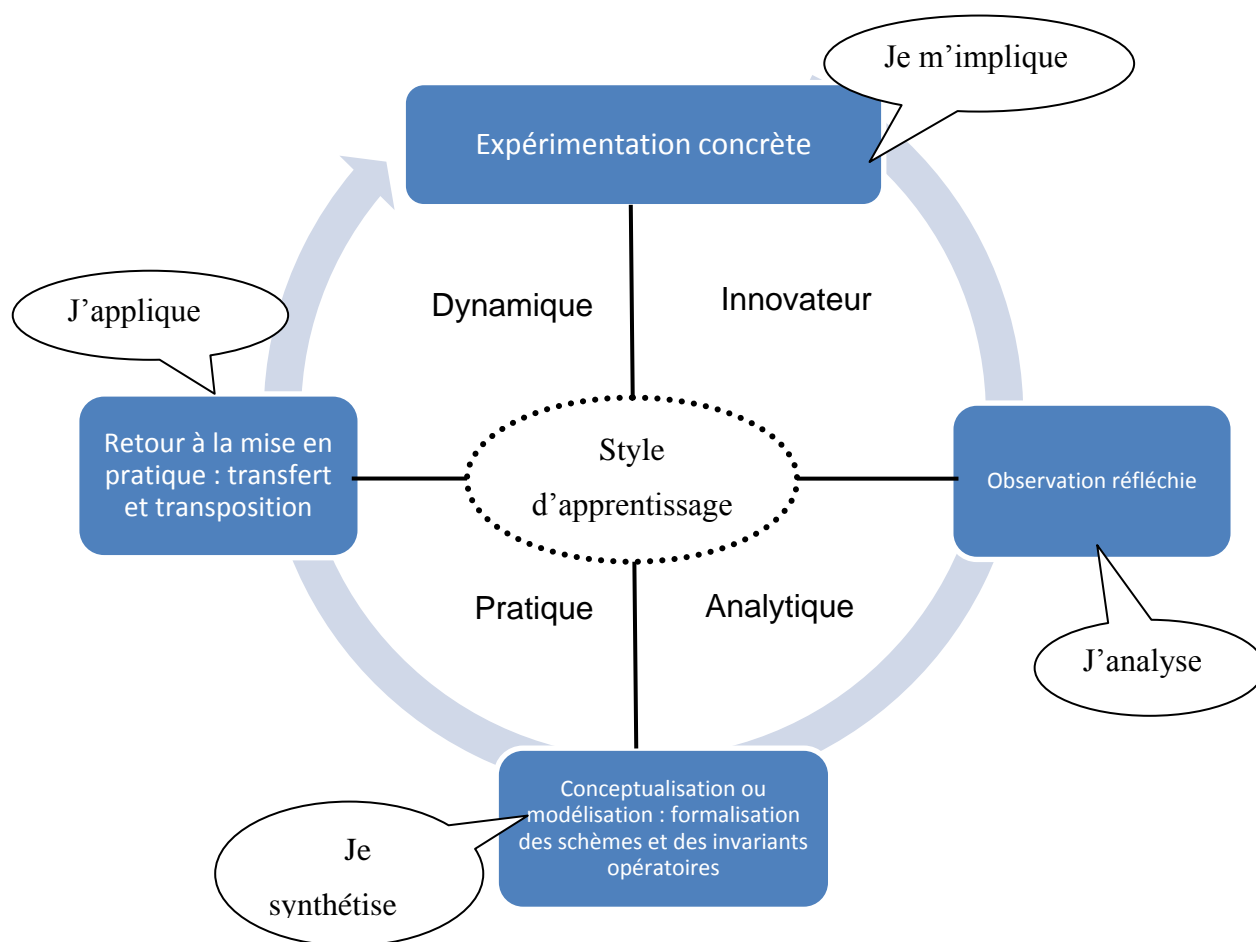 Je m’implique
Expérimentation concrète
Dynamique
Innovateur
J’applique
Retour à la mise en
pratique : transfert
et transposition
Style
d’apprentissage
Observation réfléchie
Pratique
Analytique
J’analyse
Conceptualisation ou
modélisation : formalisation
des schèmes et des invariants
opératoires
Je
synthétise